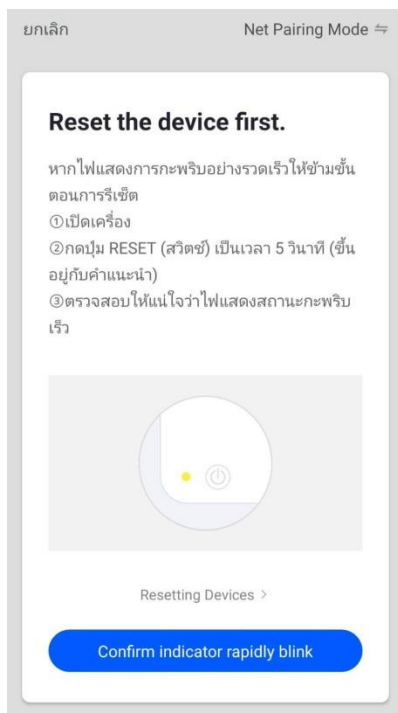 ยกเลิก
Net Pairing Mode ⇋
Reset the device first.
หากไฟแสดงการกะพริบอย่างรวดเร็วให้ข้ามขั้น
ตอนการรีเซ็ต
①เปิดเครื่อง
②กดปุ่ม RESET (สวิตช์) เป็นเวลา 5 วินาที (ขึ้น
อยู่กับคำแนะนำ)
③ตรวจสอบให้แน่ใจว่าไฟแสดงสถานะกะพริบ
เร็ว
Resetting Devices >
Confirm indicator rapidly blink